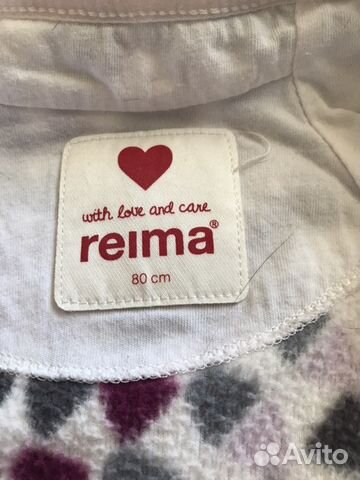 with love and care
reima®
80 cm
Avito